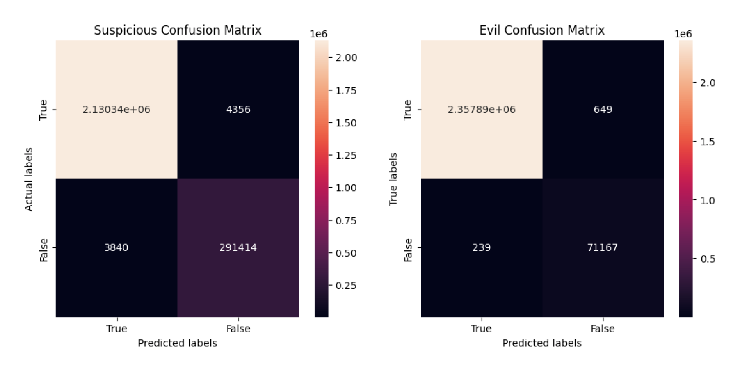 Suspicious Confusion Matrix
1e6
Actual labels
True
False
2.13034e+06
4356
3840
291414
True
False
Predicted labels
2.00
1.75
1.50
1.25
1.00
0.75
0.50
0.25
Evil Confusion Matrix
1e6
True labels
True
False
2.35789e+06
649
239
71167
True
False
Predicted labels
2.0
1.5
1.0
0.5